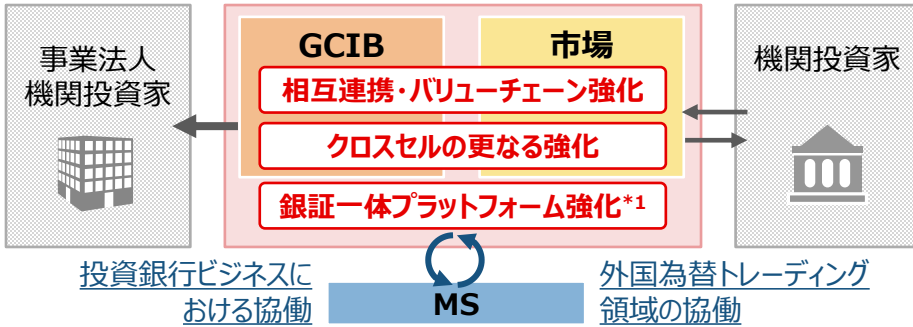 GCIB
市場
事業法人
機関投資家
機関投資家
相互連携・バリューチェーン強化
クロスセルの更なる強化
銀証一体プラットフォーム強化*1
投資銀行ビジネスに
おける協働
外国為替トレーディング
領域の協働
MS